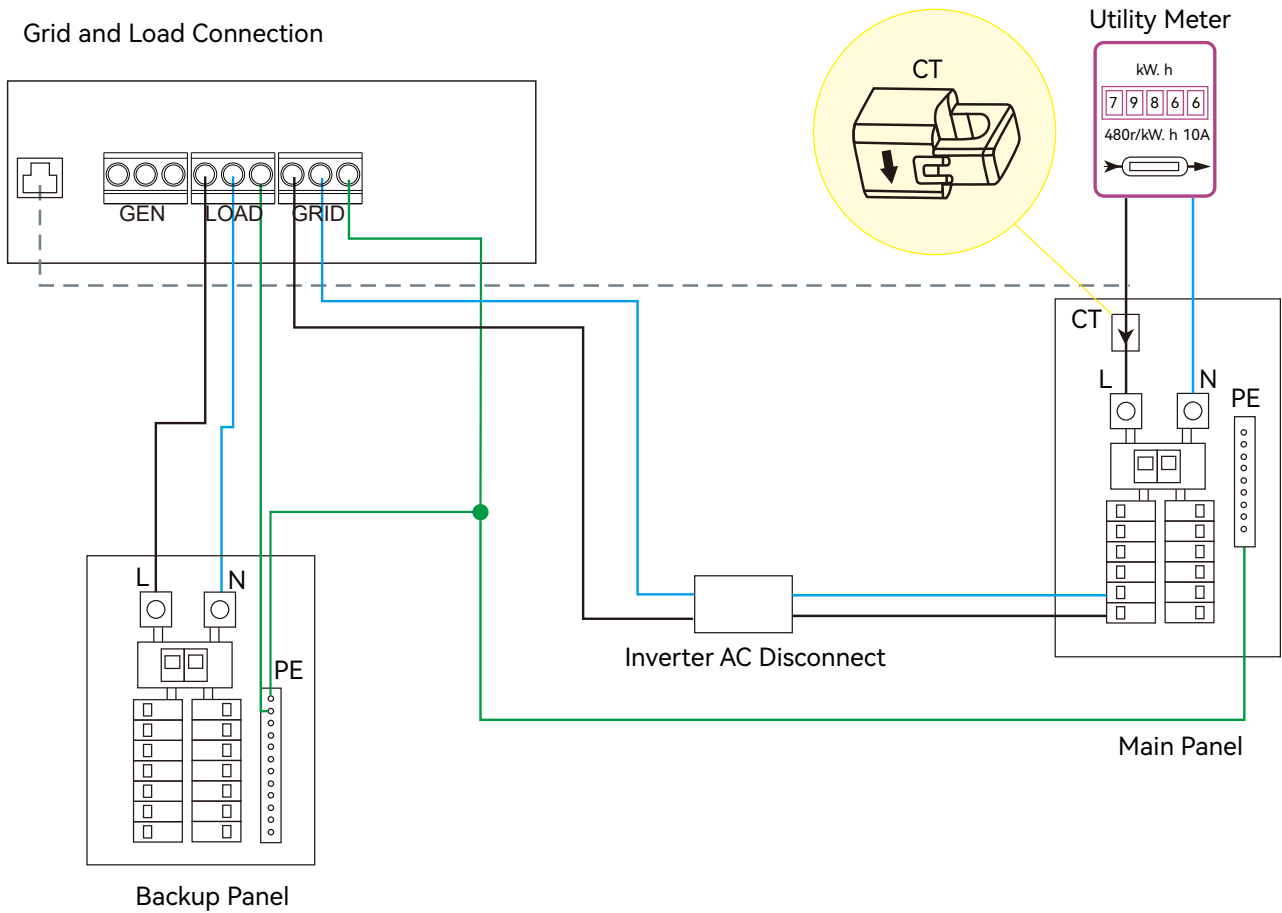 Utility Meter
Grid and Load Connection
CT
kW. h
7 9 8 6 6
480r/kW. h 10A
GEN LOAD GRID
CT
L N
PE
L N
Inverter AC Disconnect
PE
Main Panel
Backup Panel